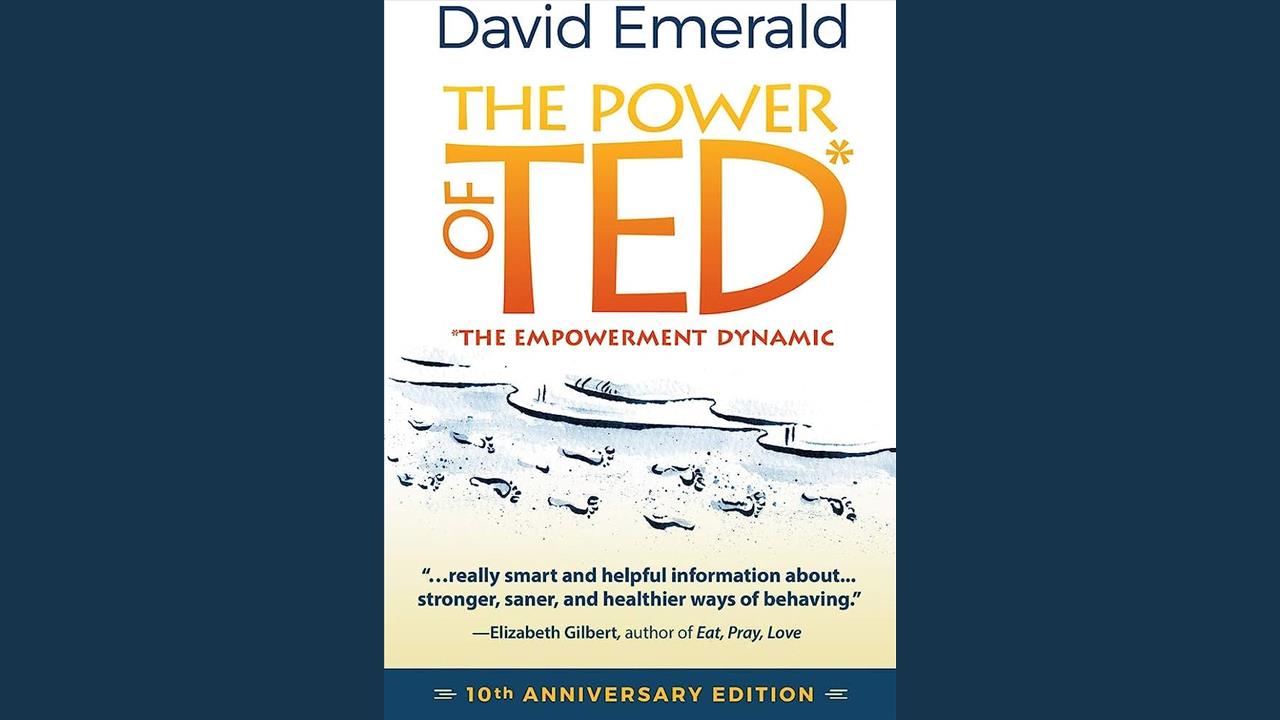 David Emerald
THE POWER
OF TED*
*THE EMPOWERMENT DYNAMIC
“…really smart and helpful information about...
stronger, saner, and healthier ways of behaving.”
—Elizabeth Gilbert, author of Eat, Pray, Love
10th ANNIVERSARY EDITION